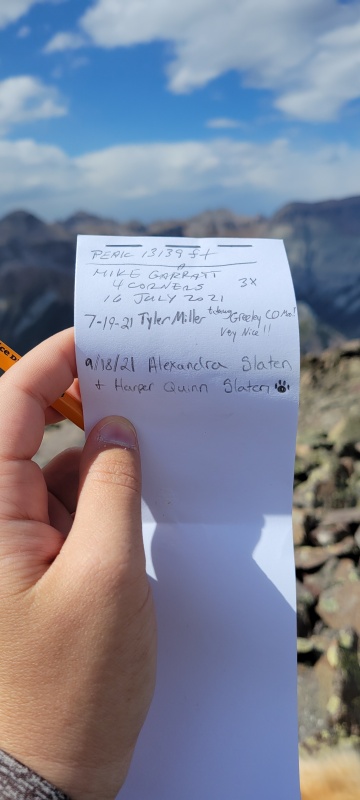 PEAK 13139 ft
MIKE GARRATT
4 CORNERS 3X
16 JULY 2021
7-19-21 Tyler Miller Greeley CO
Very Nice!!
9/18/21 Alexandra Slaten
+ Harper Quinn Slaten